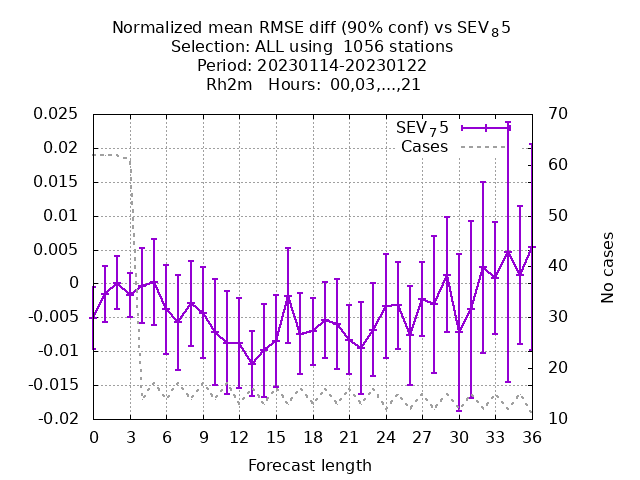 Normalized mean RMSE diff (90% conf) vs SEV₈5
Selection: ALL using  1056 stations
Period: 20230114-20230122
Rh2m   Hours:  00,03,...,21
SEV₇5
Cases
0.025
0.02
0.015
0.01
0.005
0
-0.005
-0.01
-0.015
-0.02
70
60
50
40
30
20
10
No cases
0 3 6 9 12 15 18 21 24 27 30 33 36
Forecast length